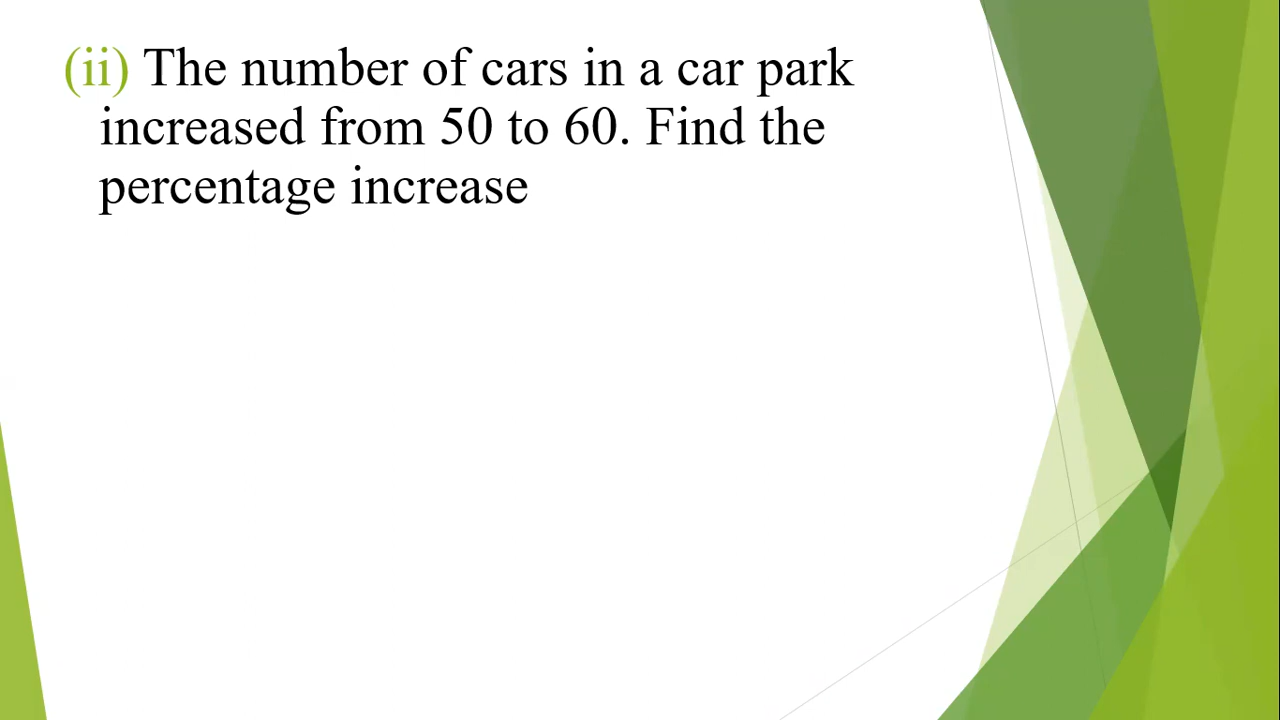 (ii) The number of cars in a car park
increased from 50 to 60. Find the
percentage increase